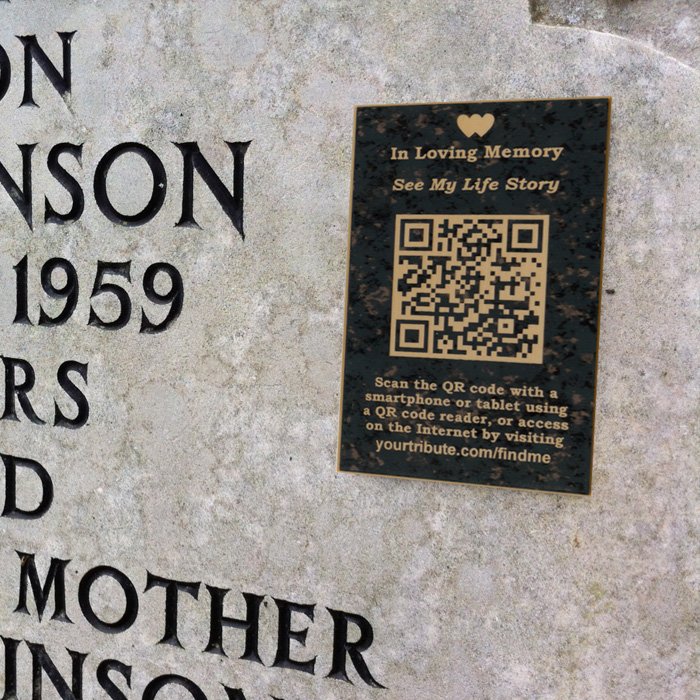 ON
NSON
1959
RS
D
MOTHER
INSON
In Loving Memory
See My Life Story
Scan the QR code with a
smartphone or tablet using
a QR code reader, or access
on the Internet by visiting
yourtribute.com/findme